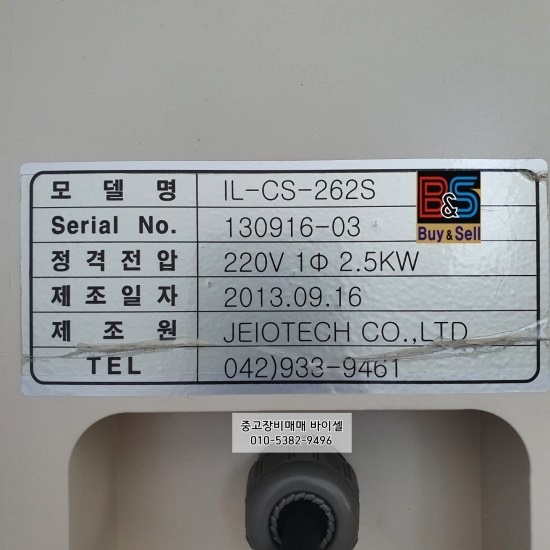 모 델 명 IL-CS-262S
B&S
Buy & Sell
Serial No. 130916-03
정격전압 220V 1Φ 2.5KW
제조일자 2013.09.16
제 조 원 JEIOTECH CO.,LTD
TEL 042)933-9461
중고장비매매 바이셀
010-5382-9496